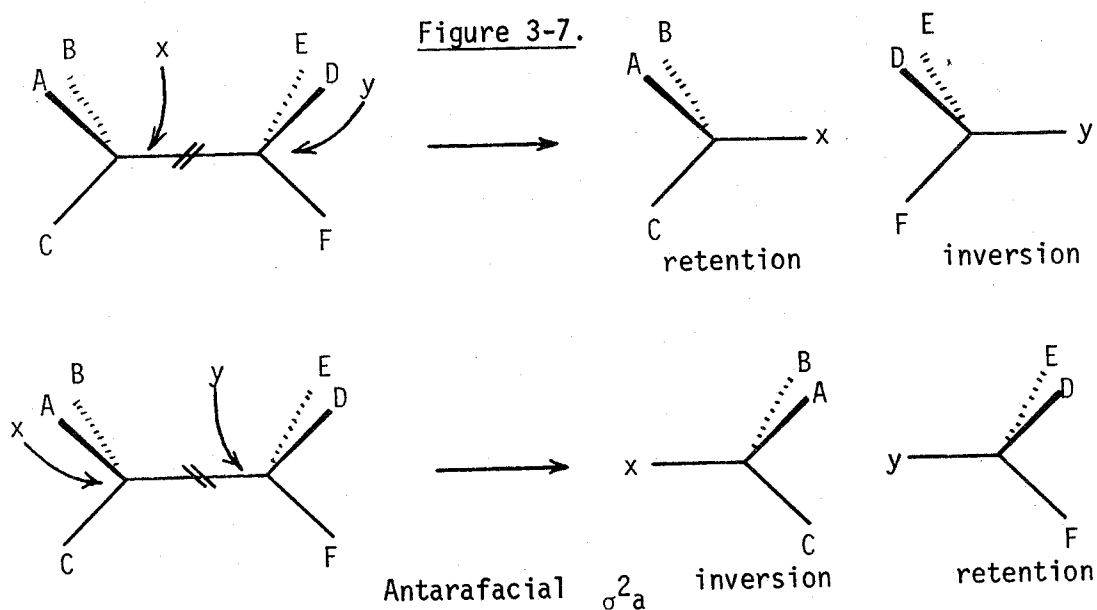 Figure 3-7.
B x E D y
A
C F
B
A x
C
retention
E
D y
F
inversion
B y E
A D
x
C F
B
x A
C
inversion
E
y D
F
retention
Antarafacial σ2a